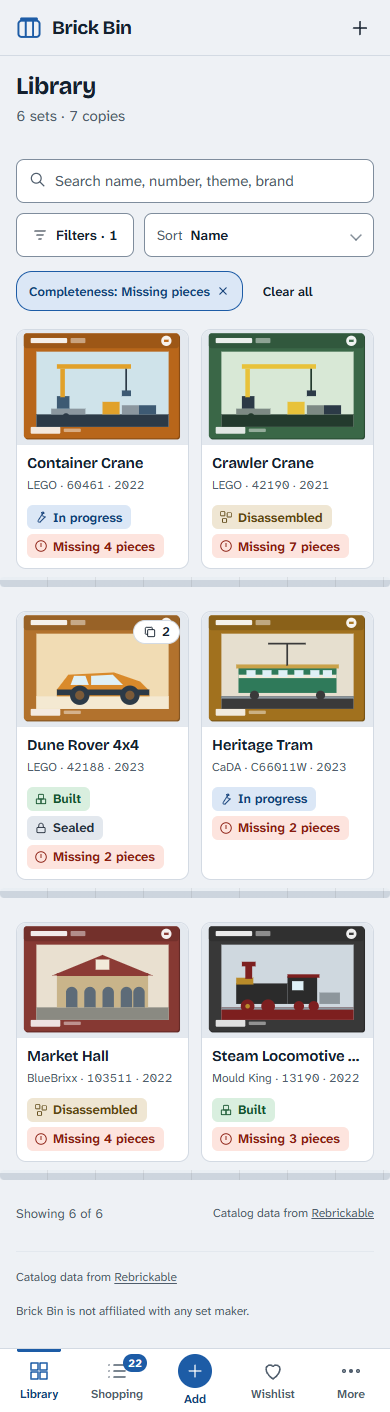 Brick Bin
Library
6 sets · 7 copies
Search name, number, theme, brand
Filters · 1
Sort Name
Completeness: Missing pieces ×
Clear all
Container Crane
LEGO · 60461 · 2022
In progress
Missing 4 pieces
Crawler Crane
LEGO · 42190 · 2021
Disassembled
Missing 7 pieces
2
Dune Rover 4x4
LEGO · 42188 · 2023
Built
Sealed
Missing 2 pieces
Heritage Tram
CaDA · C66011W · 2023
In progress
Missing 2 pieces
Market Hall
BlueBrixx · 103511 · 2022
Disassembled
Missing 4 pieces
Steam Locomotive ...
Mould King · 13190 · 2022
Built
Missing 3 pieces
Showing 6 of 6
Catalog data from Rebrickable
Catalog data from Rebrickable
Brick Bin is not affiliated with any set maker.
Library
22
Shopping
Add
Wishlist
More